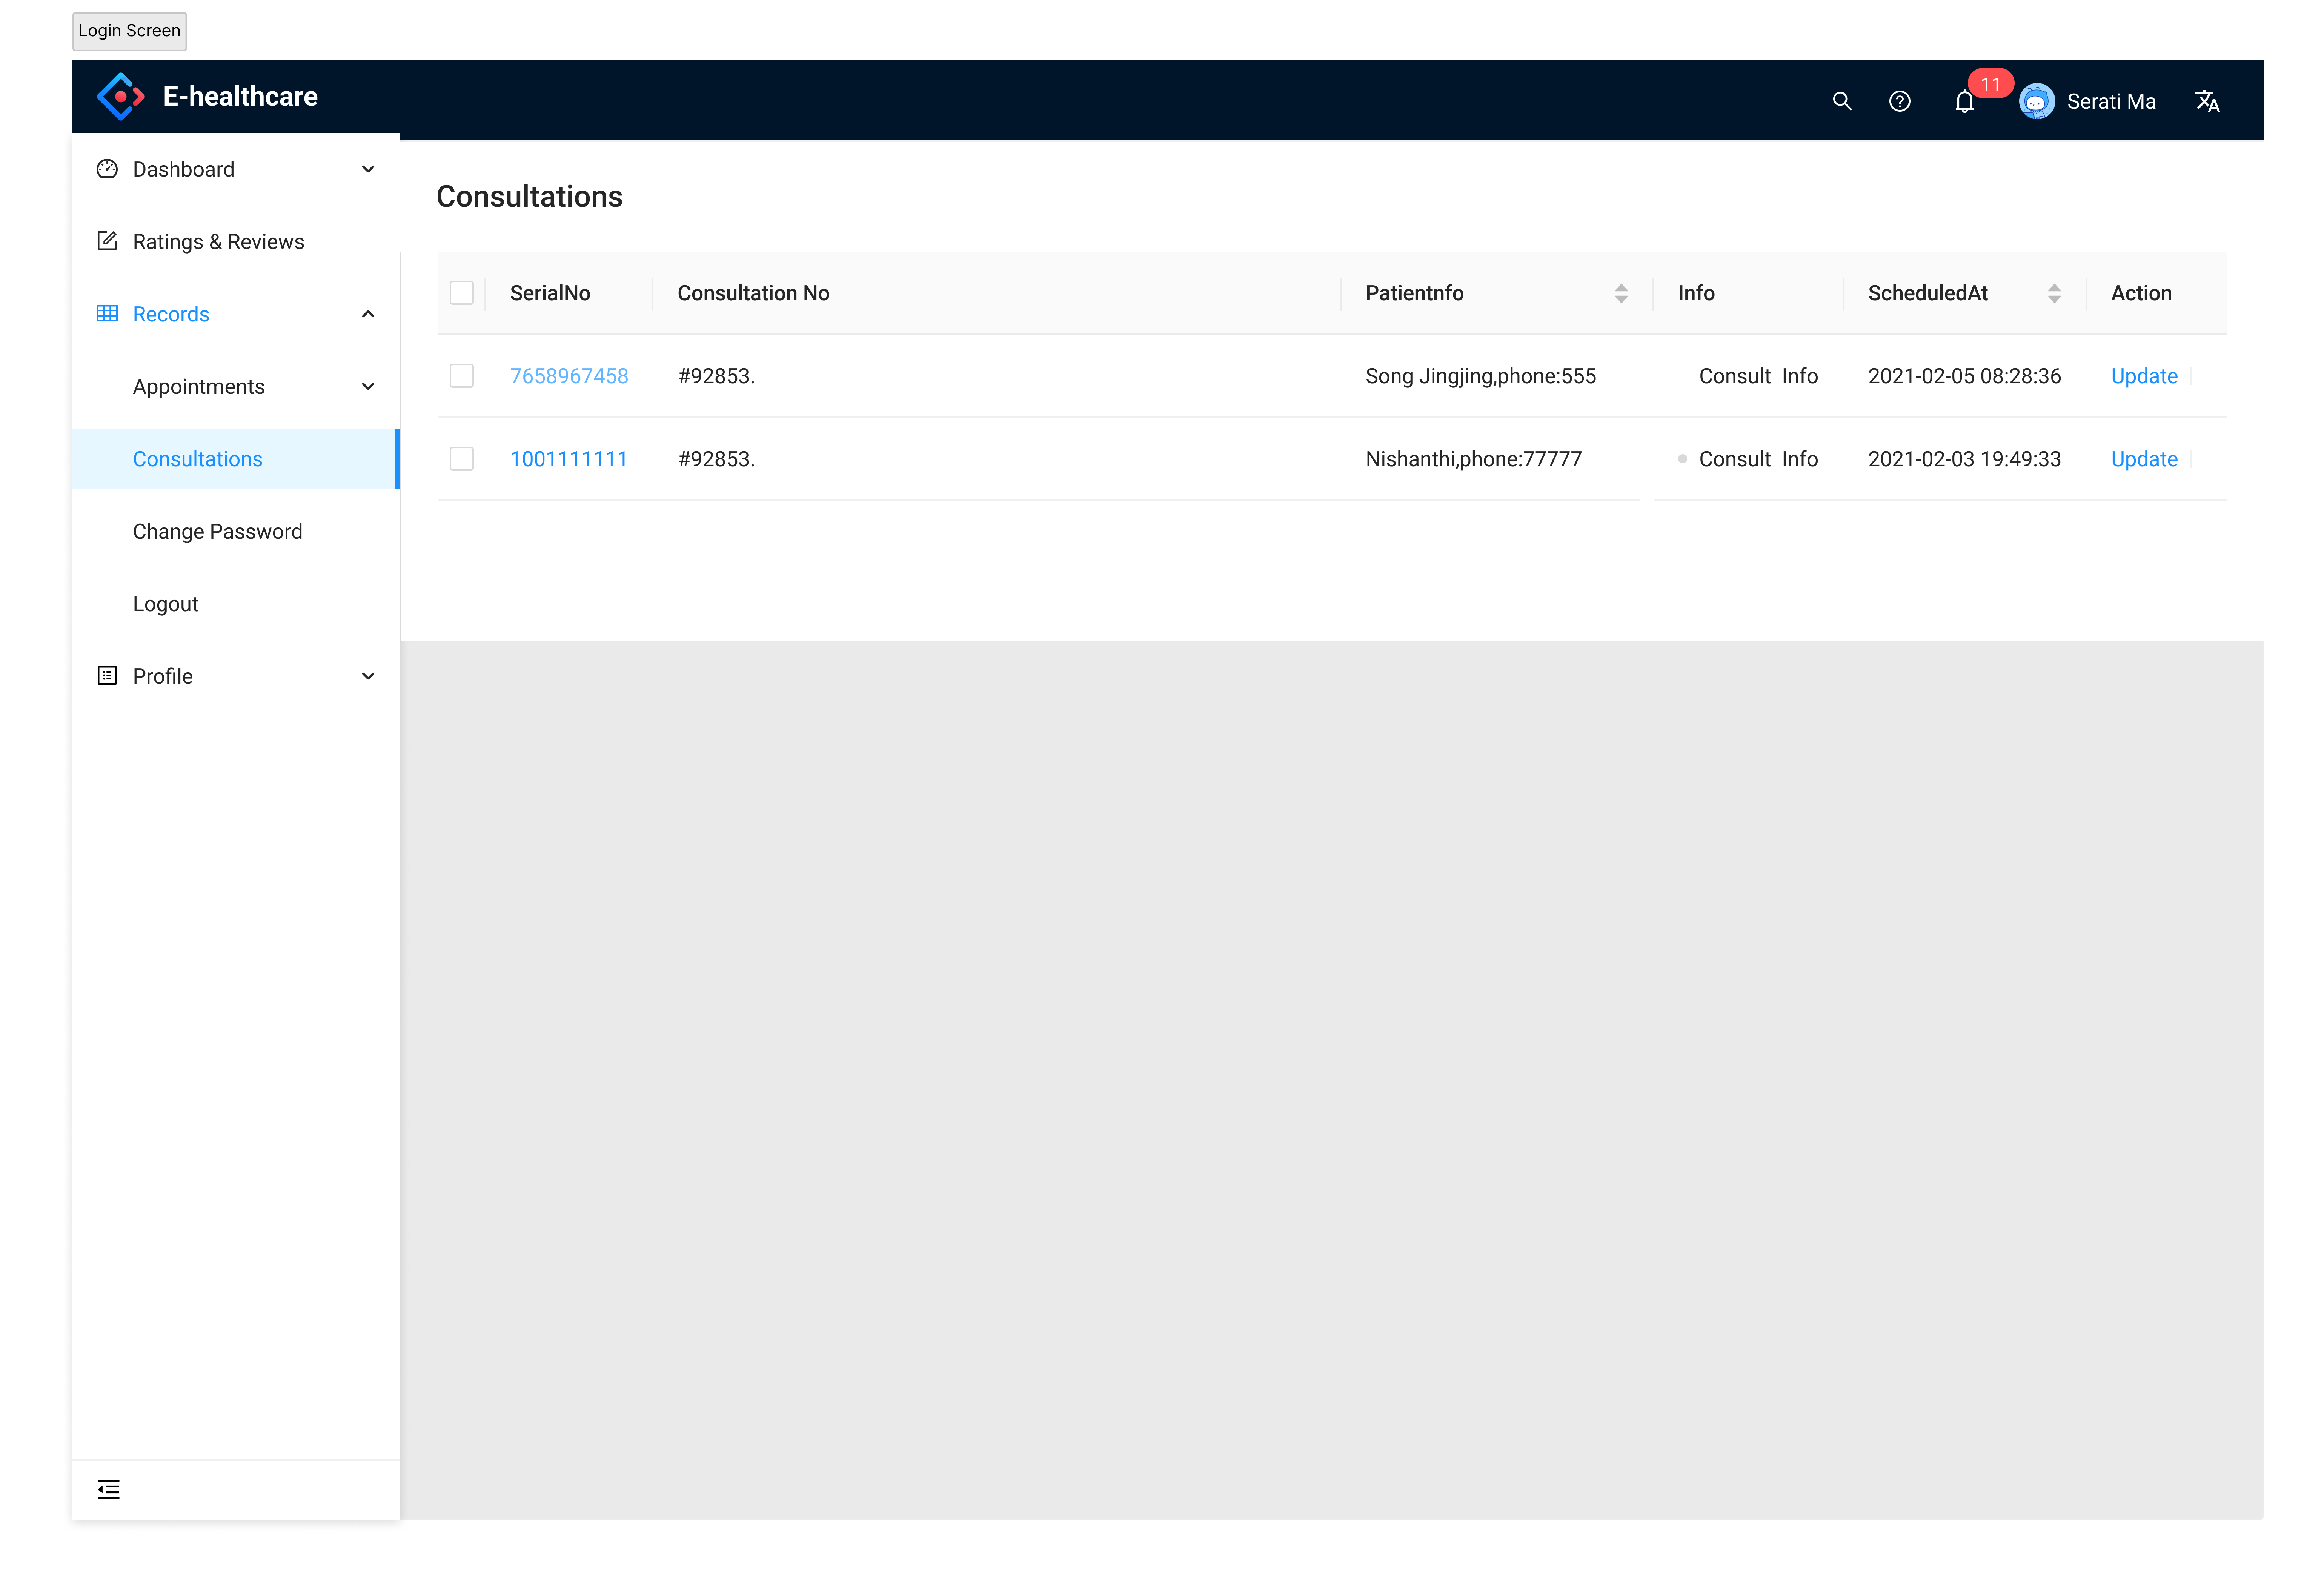 Login Screen
E-healthcare
11
Serati Ma
Dashboard
Ratings & Reviews
Records
Appointments
Consultations
Change Password
Logout
Profile
Consultations
SerialNo Consultation No Patientnfo Info ScheduledAt Action
7658967458 #92853. Song Jingjing,phone:555 Consult Info 2021-02-05 08:28:36 Update
1001111111 #92853. Nishanthi,phone:77777 Consult Info 2021-02-03 19:49:33 Update